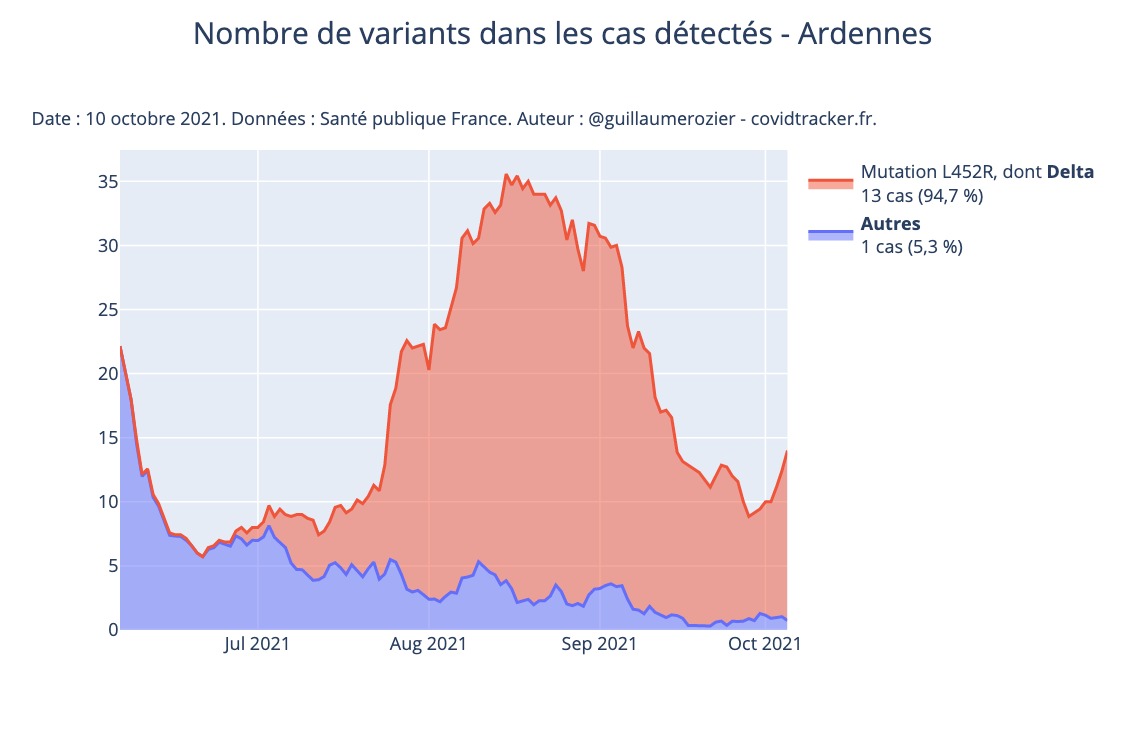 Nombre de variants dans les cas détectés - Ardennes
Date : 10 octobre 2021. Données : Santé publique France. Auteur : @guillaumerozier - covidtracker.fr.
Mutation L452R, dont Delta
13 cas (94,7 %)
Autres
1 cas (5,3 %)
35
30
25
20
15
10
5
0
Jul 2021
Aug 2021
Sep 2021
Oct 2021